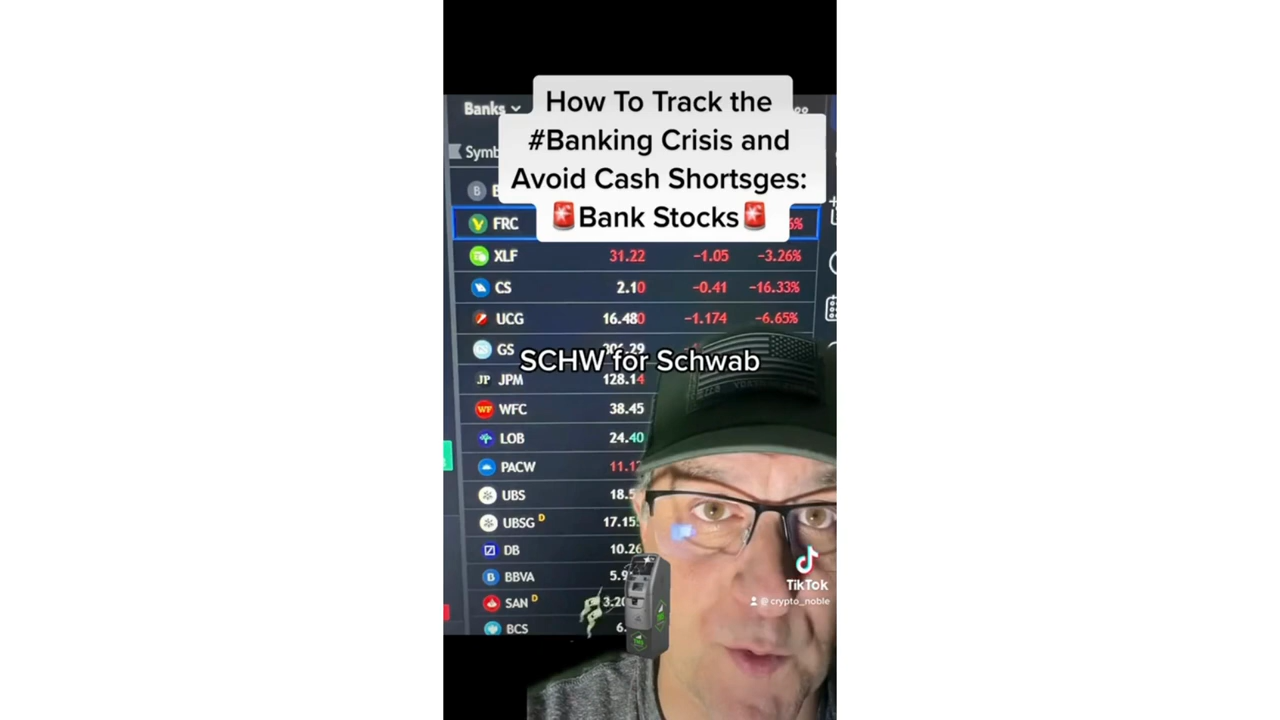 How To Track the
#Banking Crisis and
Avoid Cash Shortsges:
🚨Bank Stocks🚨
Banks
FRC
XLF 31.22 −1.05 −3.26%
CS 2.10 −0.41 −16.33%
UCG 16.480 −1.174 −6.65%
GS
SCHW for Schwab
JPM 128.14
WFC 38.45
LOB 24.40
PACW
UBS
UBSG D
DB 10.26
BBVA
SAN D
BCS
TikTok
@crypto_noble